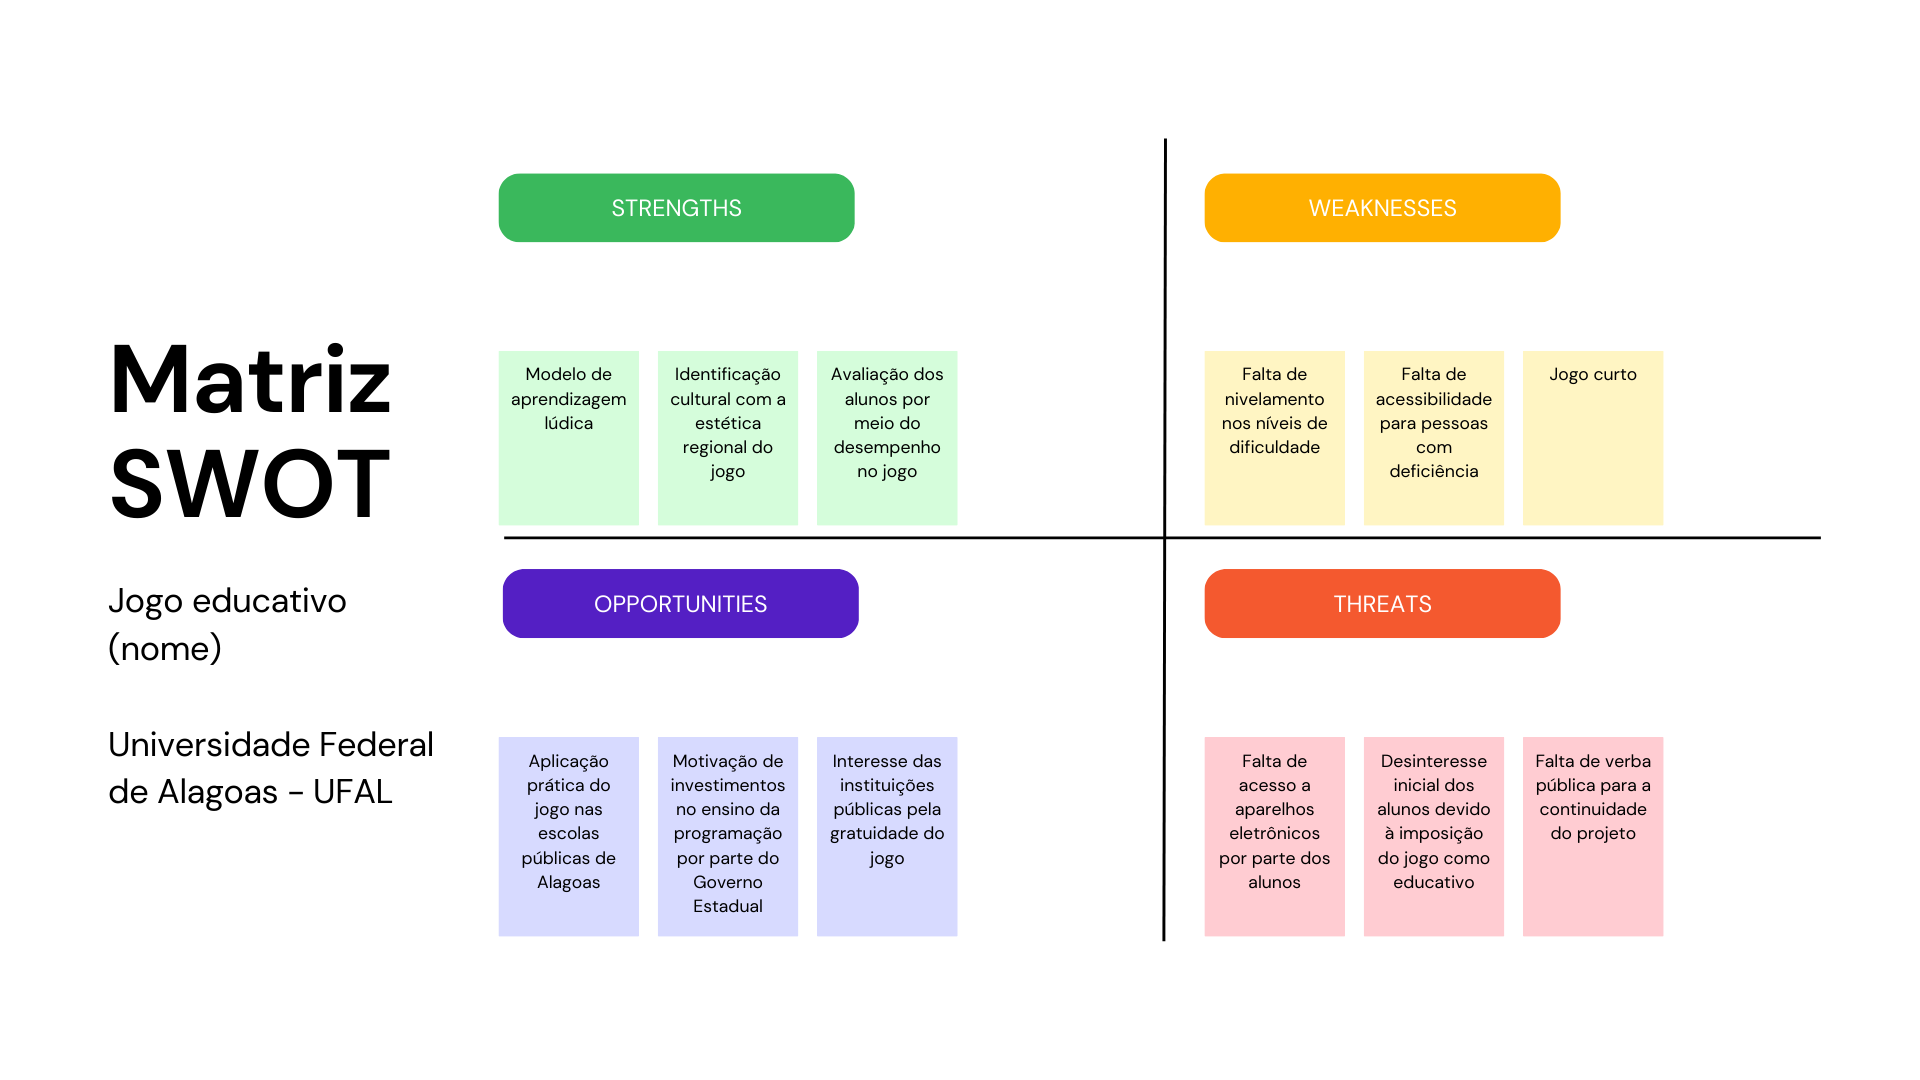 Matriz
SWOT
Jogo educativo
(nome)
Universidade Federal
de Alagoas - UFAL
STRENGTHS
Modelo de
aprendizagem
lúdica
Identificação
cultural com a
estética
regional do
jogo
Avaliação dos
alunos por
meio do
desempenho
no jogo
WEAKNESSES
Falta de
nivelamento
nos níveis de
dificuldade
Falta de
acessibilidade
para pessoas
com
deficiência
Jogo curto
OPPORTUNITIES
Aplicação
prática do
jogo nas
escolas
públicas de
Alagoas
Motivação de
investimentos
no ensino da
programação
por parte do
Governo
Estadual
Interesse das
instituições
públicas pela
gratuidade do
jogo
THREATS
Falta de
acesso a
aparelhos
eletrônicos
por parte dos
alunos
Desinteresse
inicial dos
alunos devido
à imposição
do jogo como
educativo
Falta de verba
pública para a
continuidade
do projeto